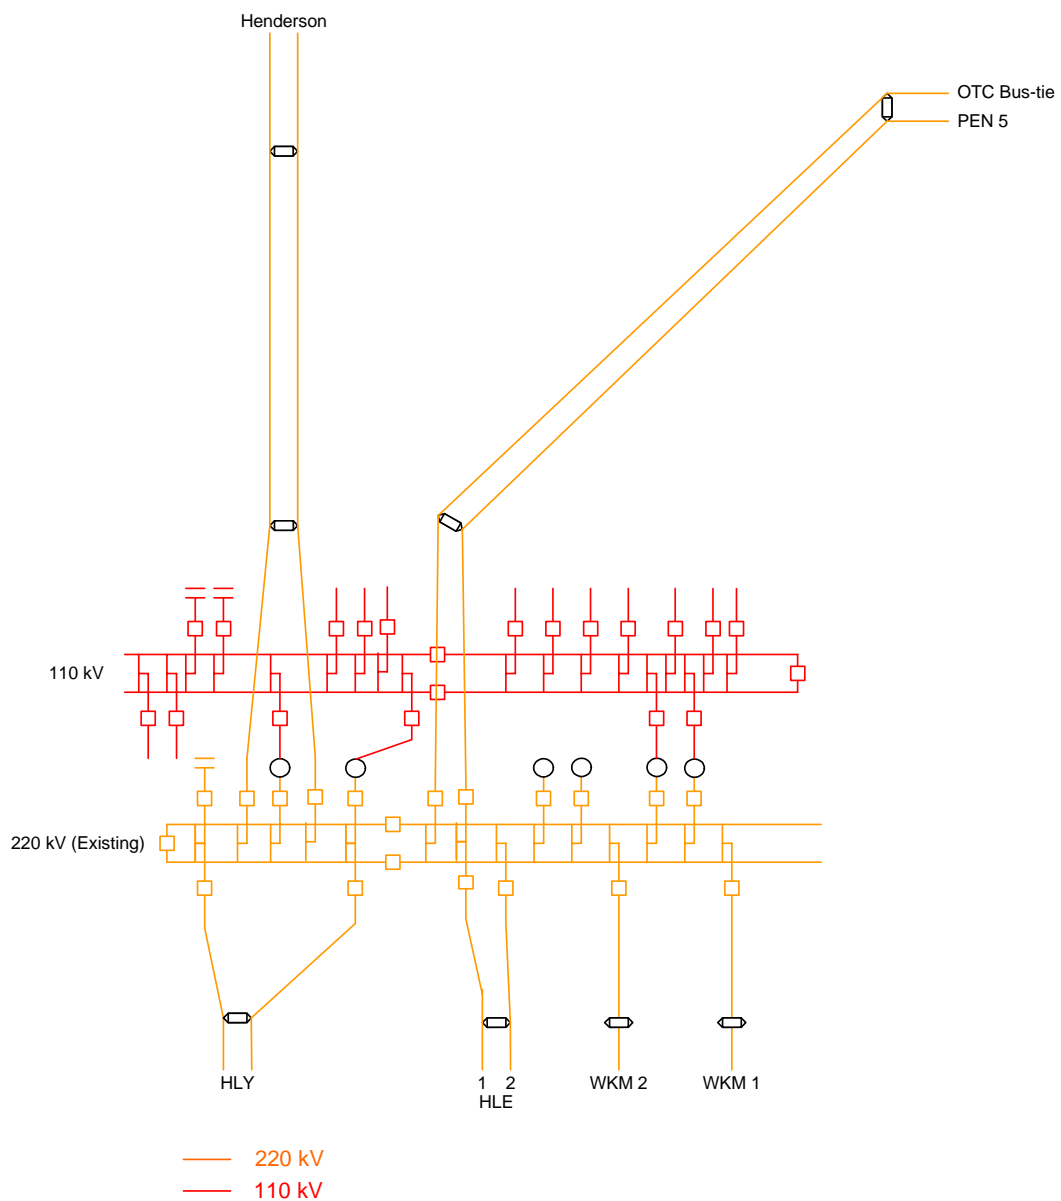 Henderson
OTC Bus-tie
PEN 5
110 kV
220 kV (Existing)
HLY
1 2
HLE
WKM 2
WKM 1
220 kV
110 kV